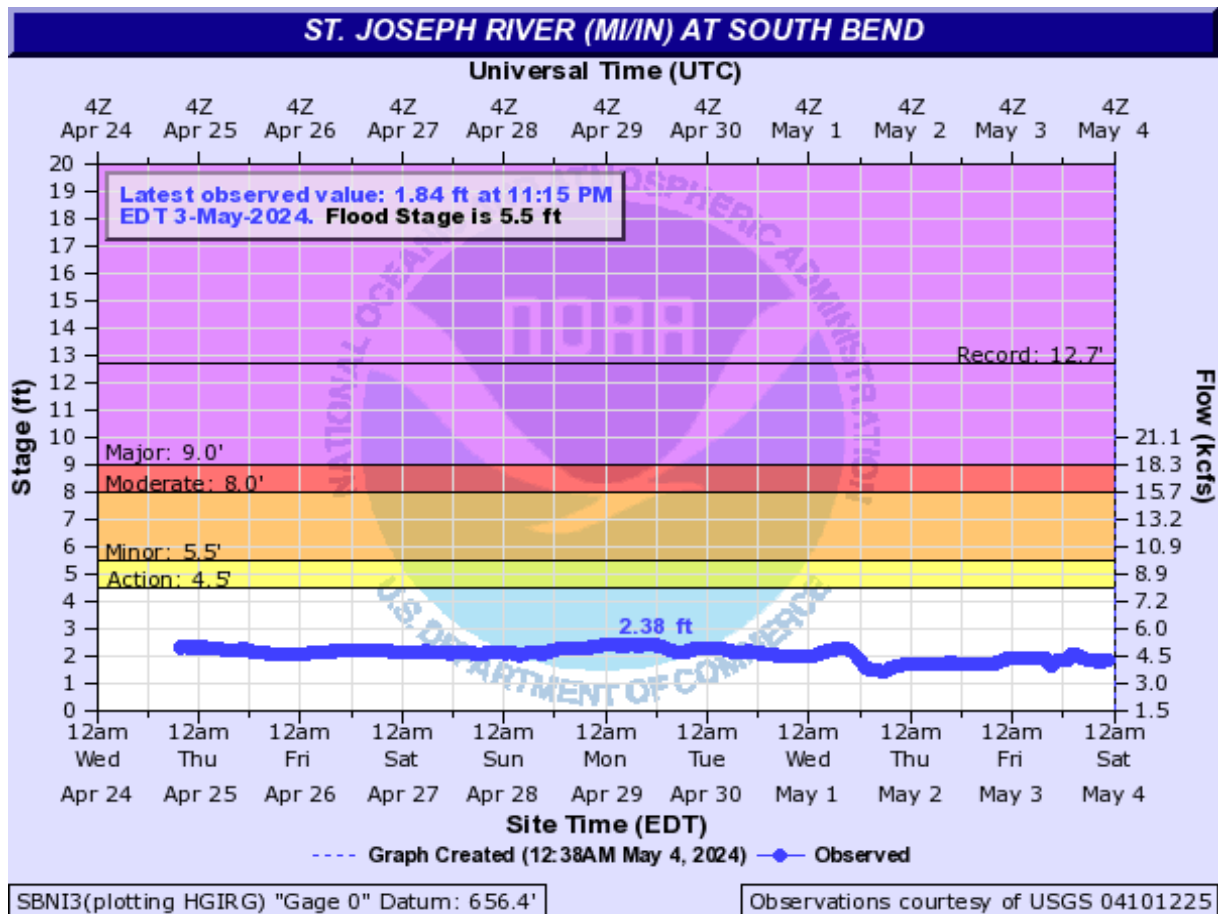 ST. JOSEPH RIVER (MI/IN) AT SOUTH BEND
Universal Time (UTC)
4Z 4Z 4Z 4Z 4Z 4Z 4Z 4Z 4Z 4Z 4Z
Apr 24 Apr 25 Apr 26 Apr 27 Apr 28 Apr 29 Apr 30 May 1 May 2 May 3 May 4
Latest observed value: 1.84 ft at 11:15 PM
EDT 3-May-2024. Flood Stage is 5.5 ft
Stage (ft)
20
19
18
17
16
15
14
13
12
11
10
9
8
7
6
5
4
3
2
1
0
NATIONAL OCEANIC AND ATMOSPHERIC ADMINISTRATION
NOAA
U.S. DEPARTMENT OF COMMERCE
Record: 12.7'
Major: 9.0'
Moderate: 8.0'
Minor: 5.5'
Action: 4.5'
2.38 ft
Flow (kcfs)
21.1
18.3
15.7
13.2
10.9
8.9
7.2
6.0
4.5
3.0
1.5
12am 12am 12am 12am 12am 12am 12am 12am 12am 12am 12am
Wed Thu Fri Sat Sun Mon Tue Wed Thu Fri Sat
Apr 24 Apr 25 Apr 26 Apr 27 Apr 28 Apr 29 Apr 30 May 1 May 2 May 3 May 4
Site Time (EDT)
Graph Created (12:38AM May 4, 2024) Observed
SBNI3(plotting HGIRG) "Gage 0" Datum: 656.4'
Observations courtesy of USGS 04101225